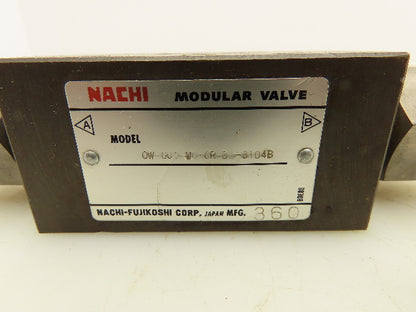 NACHI MODULAR VALVE
A B
MODEL
NACHI-FUJIKOSHI CORP. JAPAN MFG. 360